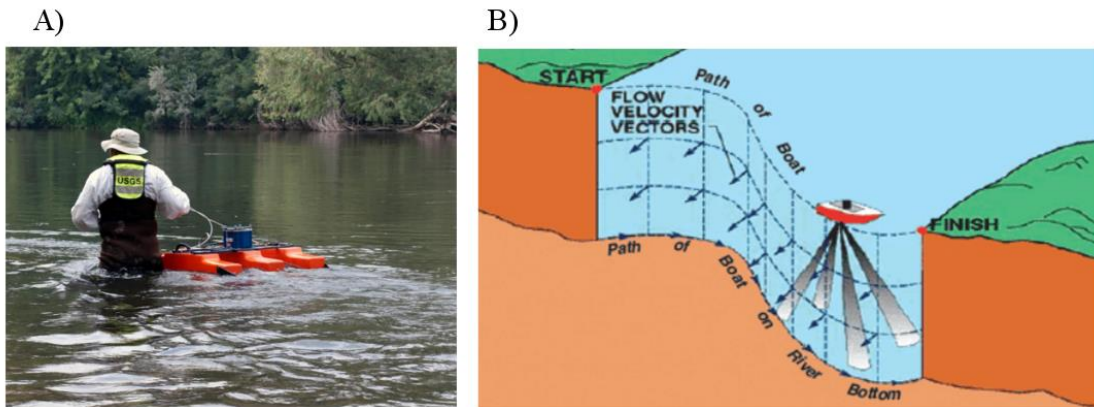 A)
B)
USGS
START
FLOW
VELOCITY
VECTORS
Path of Boat
FINISH
Path of Boat on River Bottom